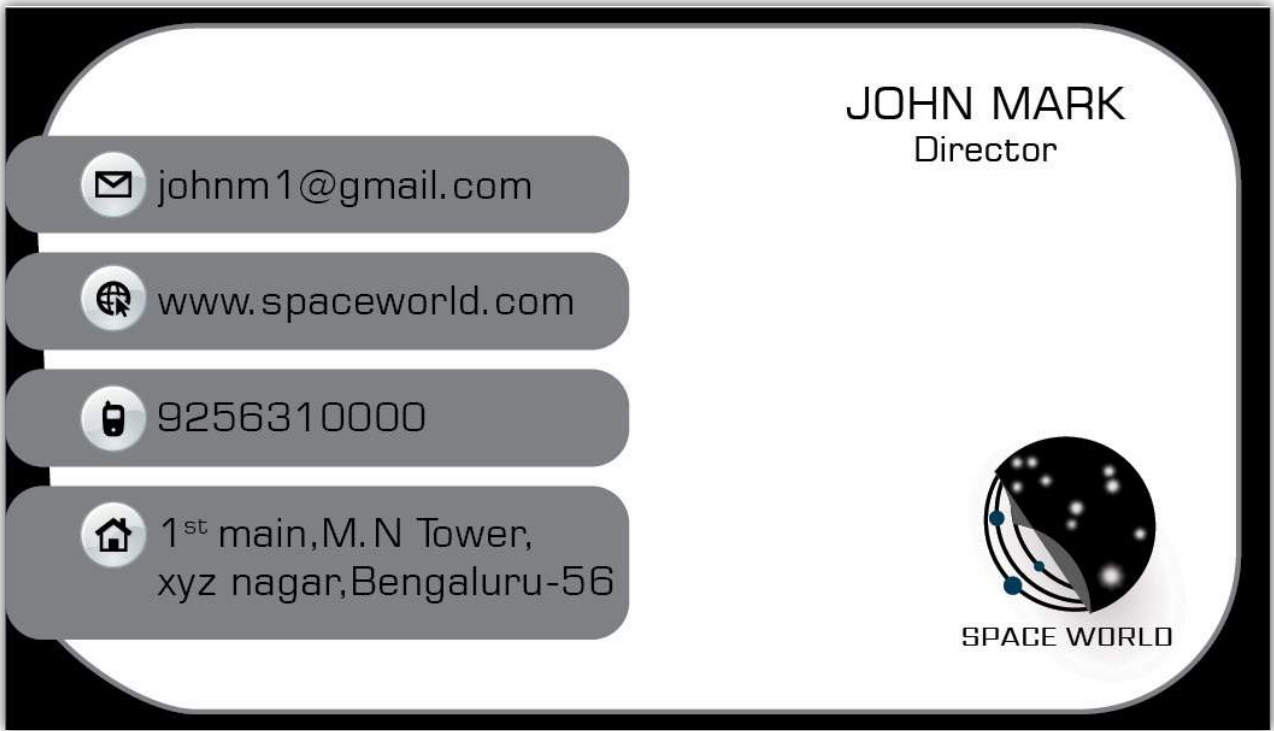 JOHN MARK
Director
johnm1@gmail.com
www.spaceworld.com
9256310000
1st main,M.N Tower,
xyz nagar,Bengaluru-56
SPACE WORLD